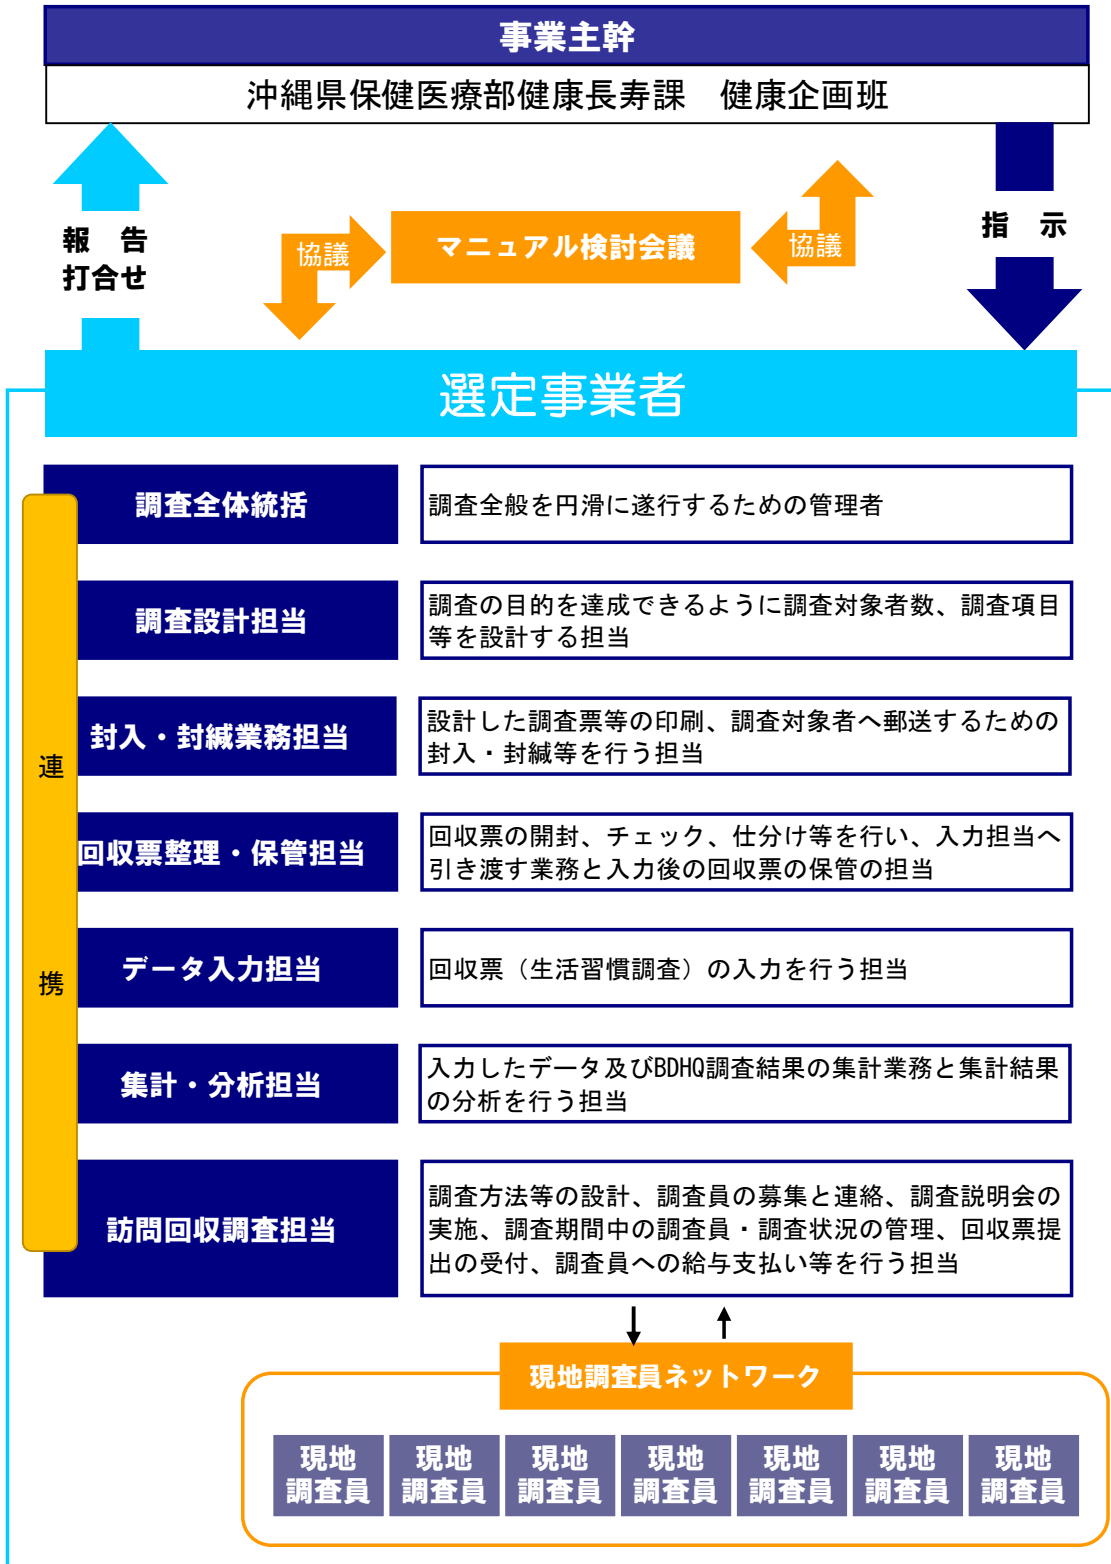 事業主幹
沖縄県保健医療部健康長寿課　健康企画班
報　告
打合せ
協議
マニュアル検討会議
協議
指　示
選定事業者
連
携
調査全体統括
調査全般を円滑に遂行するための管理者
調査設計担当
調査の目的を達成できるように調査対象者数、調査項目
等を設計する担当
封入・封緘業務担当
設計した調査票等の印刷、調査対象者へ郵送するための
封入・封緘等を行う担当
回収票整理・保管担当
回収票の開封、チェック、仕分け等を行い、入力担当へ
引き渡す業務と入力後の回収票の保管の担当
データ入力担当
回収票（生活習慣調査）の入力を行う担当
集計・分析担当
入力したデータ及びBDHQ調査結果の集計業務と集計結果
の分析を行う担当
訪問回収調査担当
調査方法等の設計、調査員の募集と連絡、調査説明会の
実施、調査期間中の調査員・調査状況の管理、回収票提
出の受付、調査員への給与支払い等を行う担当
現地調査員ネットワーク
現地
調査員
現地
調査員
現地
調査員
現地
調査員
現地
調査員
現地
調査員
現地
調査員